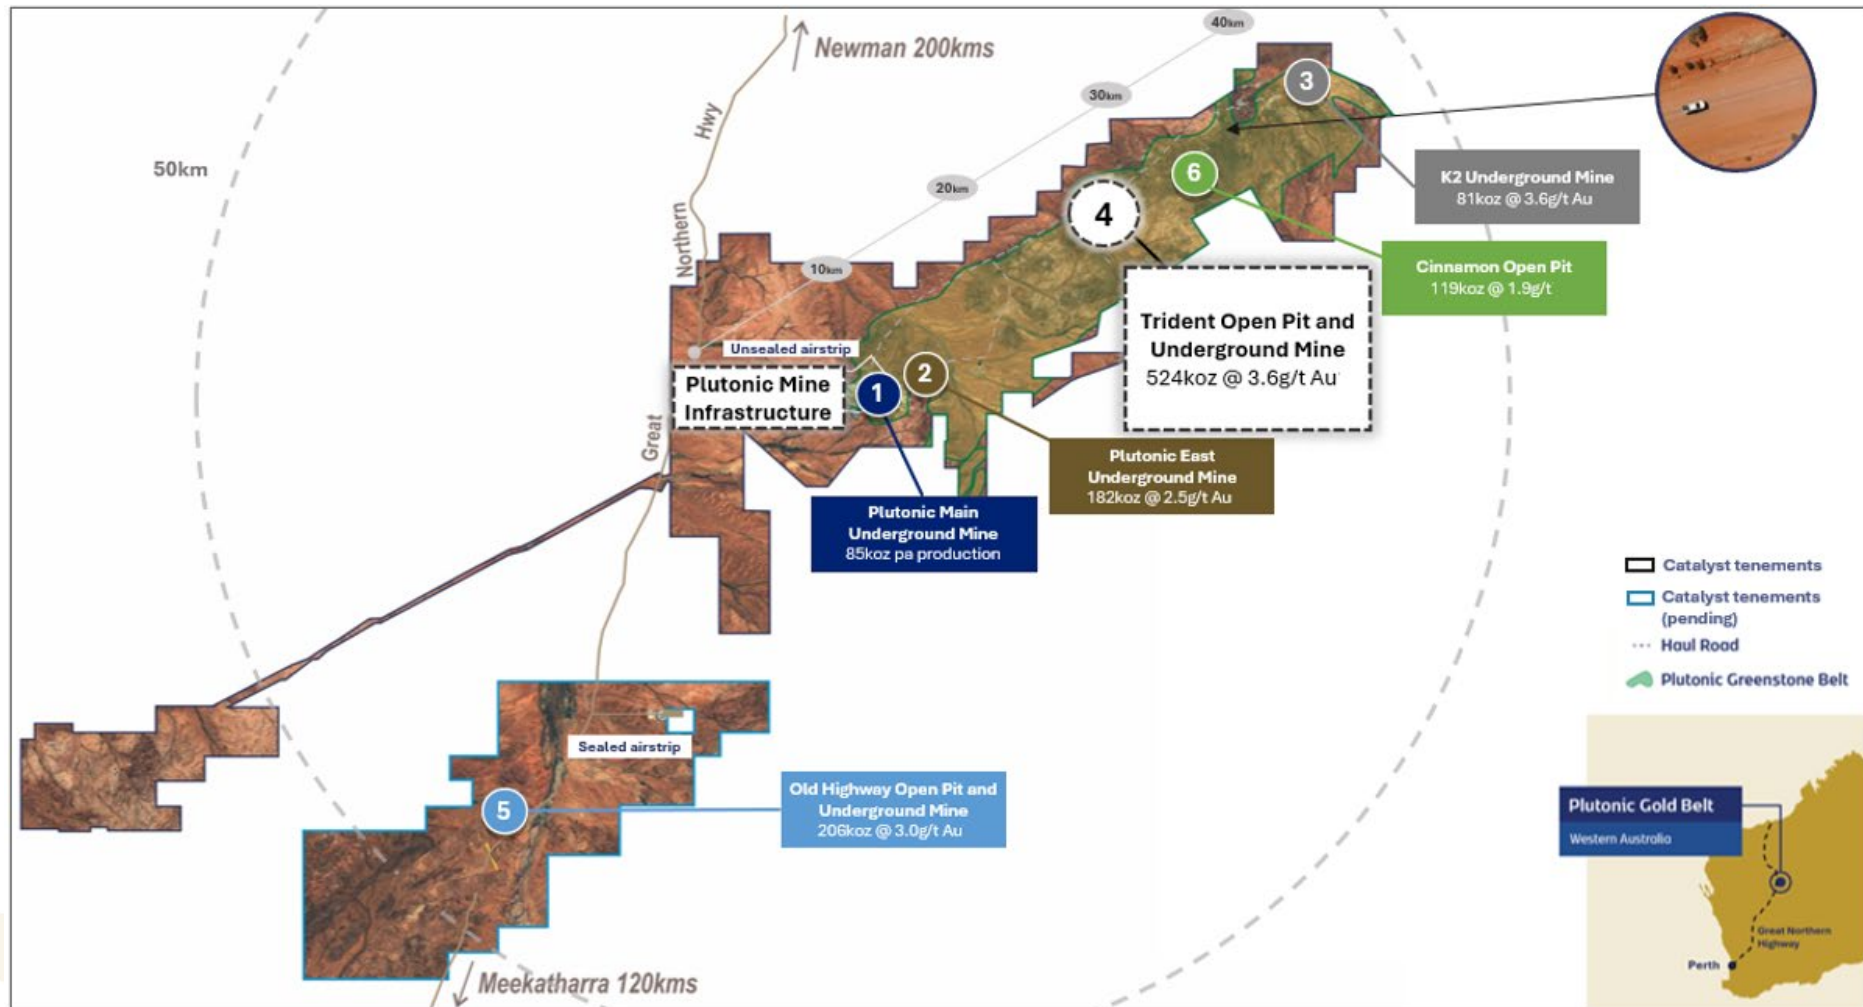 Newman 200kms
40km
30km
20km
10km
50km
Hwy
Northern
Great
3
6
4
2
1
5
K2 Underground Mine
81koz @ 3.6g/t Au
Cinnamon Open Pit
119koz @ 1.9g/t
Trident Open Pit and
Underground Mine
524koz @ 3.6g/t Au
Unsealed airstrip
Plutonic Mine
Infrastructure
Plutonic East
Underground Mine
182koz @ 2.5g/t Au
Plutonic Main
Underground Mine
85koz pa production
Catalyst tenements
Catalyst tenements
(pending)
Haul Road
Plutonic Greenstone Belt
Sealed airstrip
Old Highway Open Pit and
Underground Mine
206koz @ 3.0g/t Au
Meekatharra 120kms
Plutonic Gold Belt
Western Australia
Great Northern
Highway
Perth